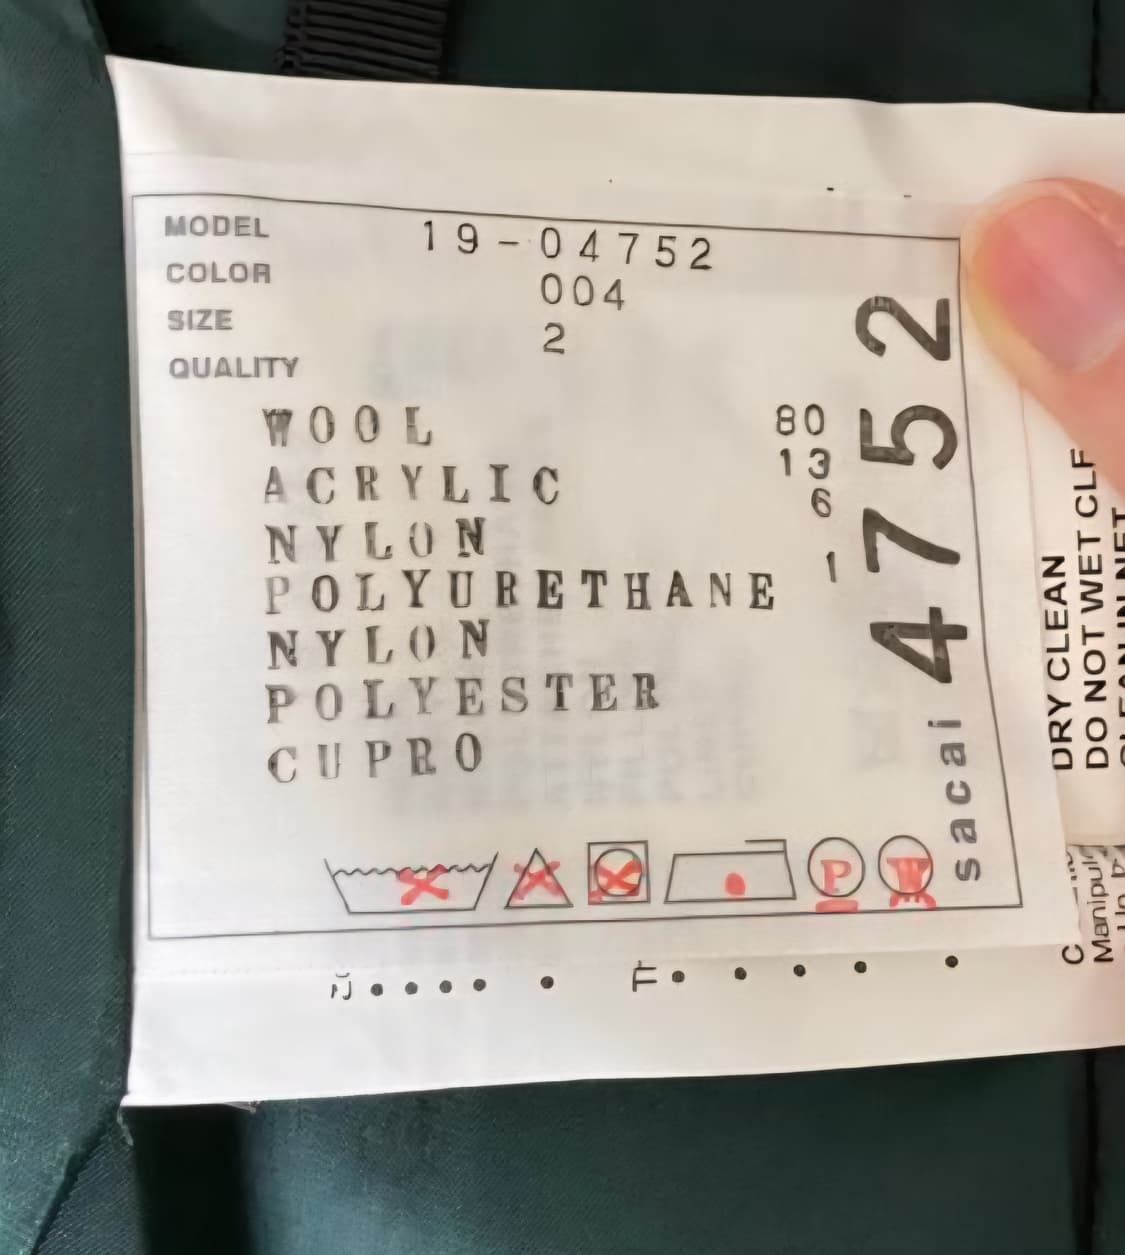 MODEL 19-04752
COLOR 004
SIZE 2
QUALITY
WOOL 80
ACRYLIC 13
NYLON 6
POLYURETHANE 1
NYLON
POLYESTER
CUPRO
P
W
sacai 4752
DRY CLEAN
DO NOT WET CLE